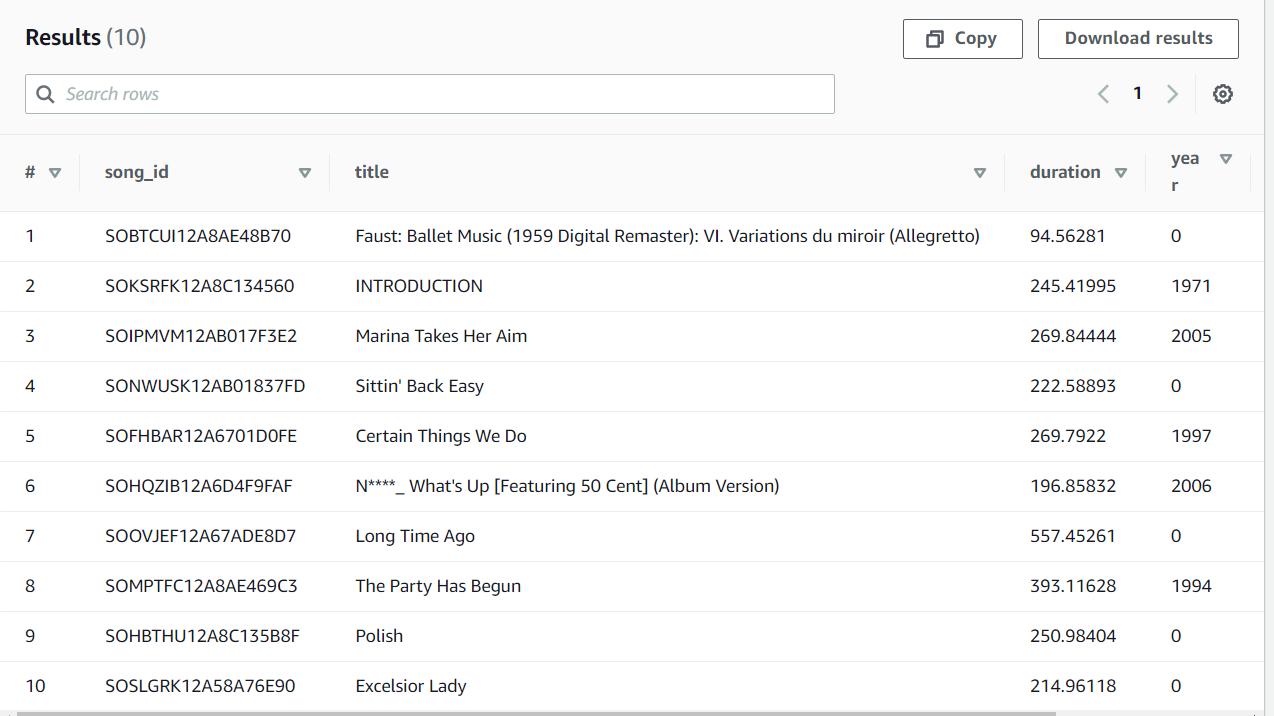 Results (10)
Copy
Download results
Search rows
1
# song_id title duration year
1 SOBTCUI12A8AE48B70 Faust: Ballet Music (1959 Digital Remaster): VI. Variations du miroir (Allegretto) 94.56281 0
2 SOKSRFK12A8C134560 INTRODUCTION 245.41995 1971
3 SOIPMVM12AB017F3E2 Marina Takes Her Aim 269.84444 2005
4 SONWUSK12AB01837FD Sittin' Back Easy 222.58893 0
5 SOFHBAR12A6701D0FE Certain Things We Do 269.7922 1997
6 SOHQZIB12A6D4F9FAF N****_ What's Up [Featuring 50 Cent] (Album Version) 196.85832 2006
7 SOOVJEF12A67ADE8D7 Long Time Ago 557.45261 0
8 SOMPTFC12A8AE469C3 The Party Has Begun 393.11628 1994
9 SOHBTHU12A8C135B8F Polish 250.98404 0
10 SOSLGRK12A58A76E90 Excelsior Lady 214.96118 0